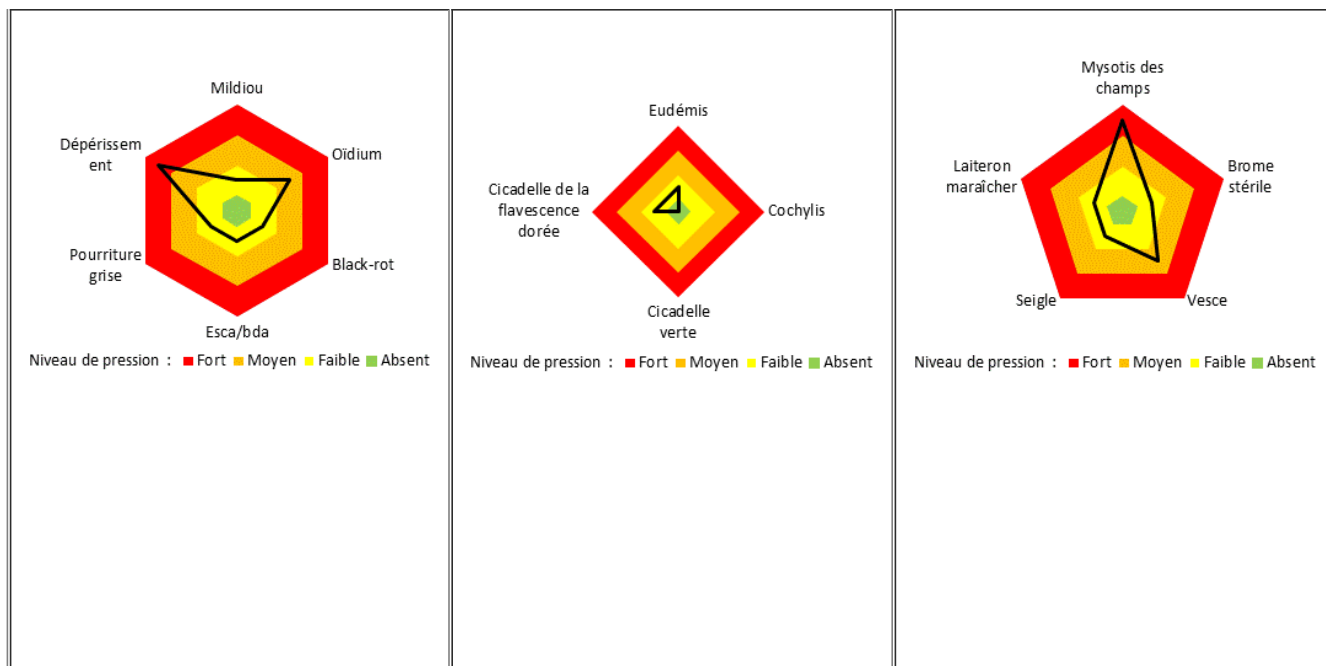 Mildiou
Dépérissem
ent
Oïdium
Pourriture
grise
Black-rot
Esca/bda
Niveau de pression : Fort Moyen Faible Absent
Eudémis
Cicadelle de la
flavescence
dorée
Cochylis
Cicadelle
verte
Niveau de pression : Fort Moyen Faible Absent
Mysotis des
champs
Laiteron
maraîcher
Brome
stérile
Seigle
Vesce
Niveau de pression : Fort Moyen Faible Absent